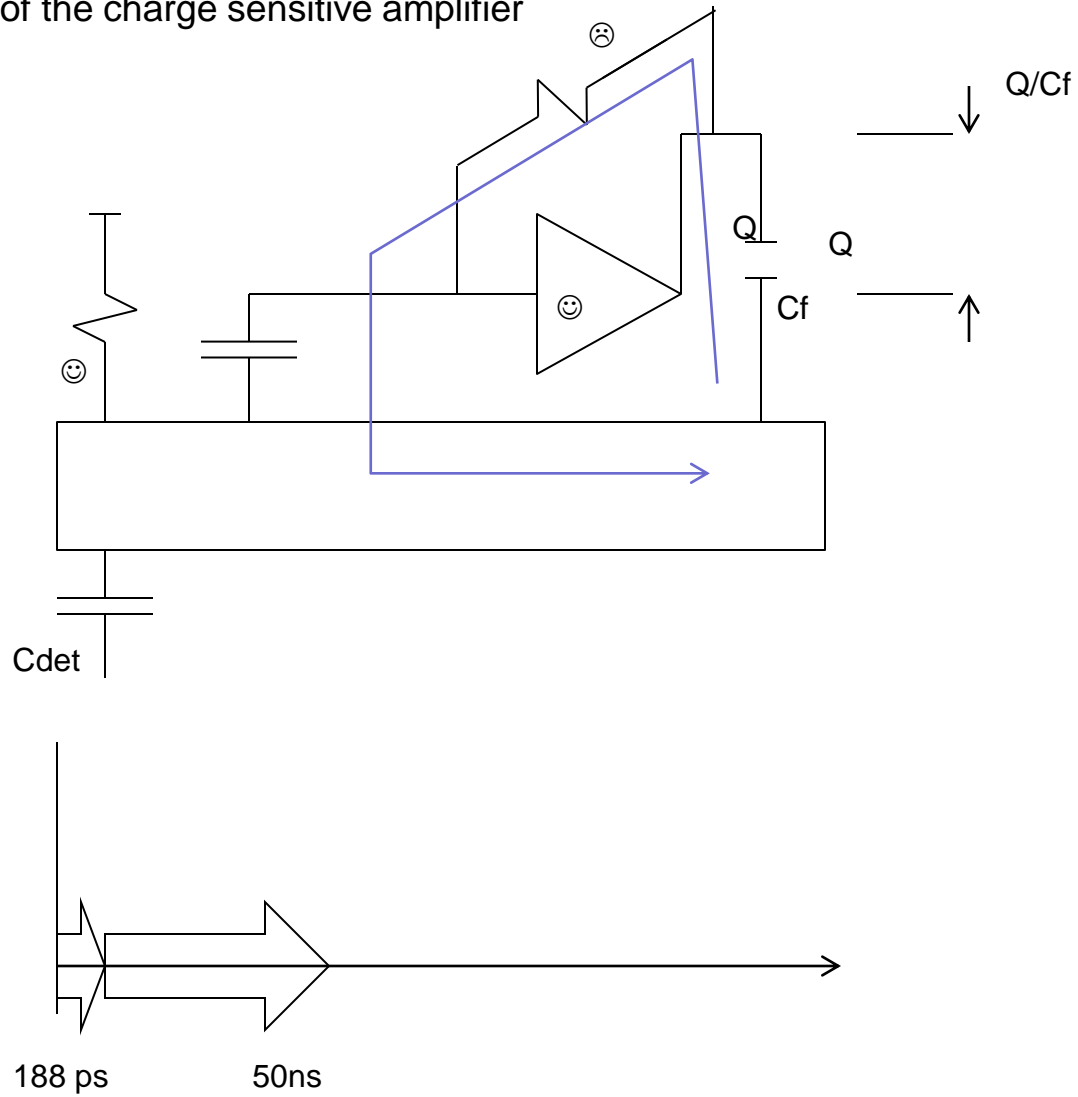 of the charge sensitive amplifier
Q/Cf
Q
Q
Cf
Cdet
188 ps
50ns